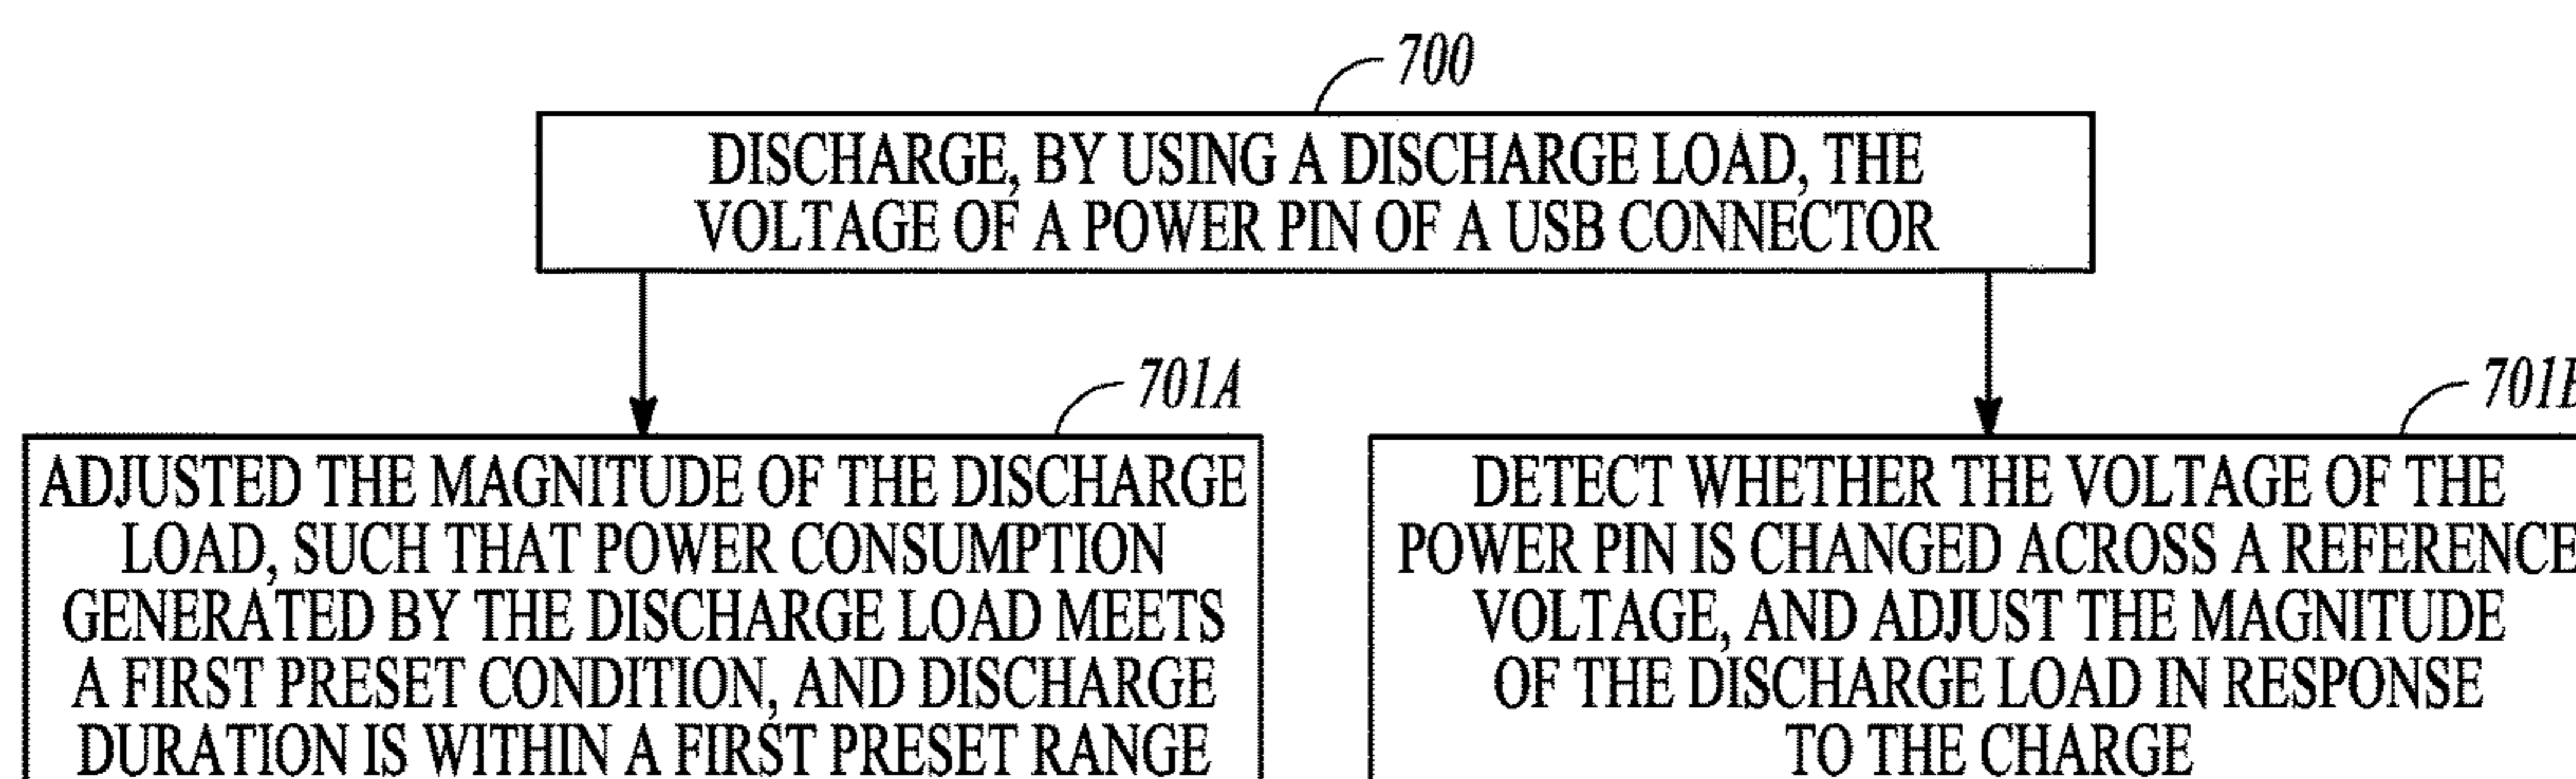 700
DISCHARGE, BY USING A DISCHARGE LOAD, THE
VOLTAGE OF A POWER PIN OF A USB CONNECTOR
701A
ADJUSTED THE MAGNITUDE OF THE DISCHARGE
LOAD, SUCH THAT POWER CONSUMPTION
GENERATED BY THE DISCHARGE LOAD MEETS
A FIRST PRESET CONDITION, AND DISCHARGE
DURATION IS WITHIN A FIRST PRESET RANGE
701B
DETECT WHETHER THE VOLTAGE OF THE
POWER PIN IS CHANGED ACROSS A REFERENCE
VOLTAGE, AND ADJUST THE MAGNITUDE
OF THE DISCHARGE LOAD IN RESPONSE
TO THE CHARGE